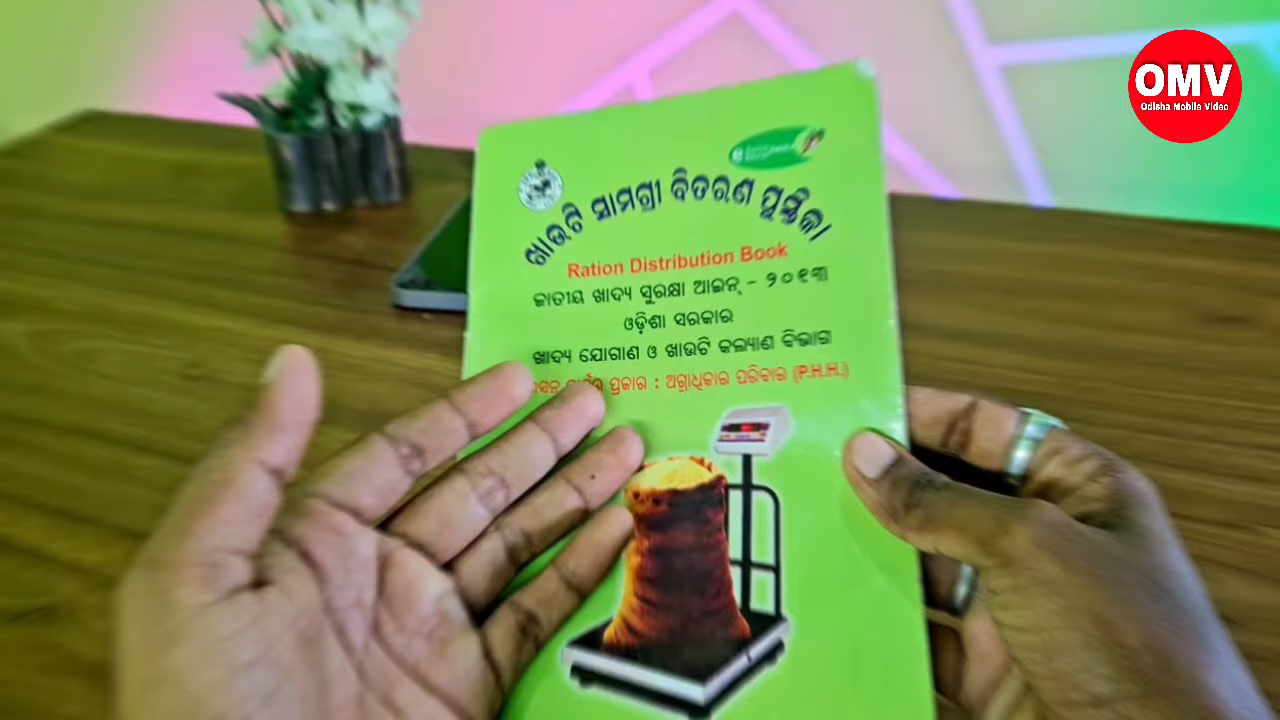 OMV
Odisha Mobile Video
ଖାଉଟି ସାମଗ୍ରୀ ବିତରଣ ପୁସ୍ତିକା
Ration Distribution Book
ଜାତୀୟ ଖାଦ୍ୟ ସୁରକ୍ଷା ଆଇନ୍ - ୨୦୧୩
ଓଡ଼ିଶା ସରକାର
ଖାଦ୍ୟ ଯୋଗାଣ ଓ ଖାଉଟି କଲ୍ୟାଣ ବିଭାଗ
ପ୍ରକାର : ଅଗ୍ରାଧିକାର ପରିବାର (P.H.H.)